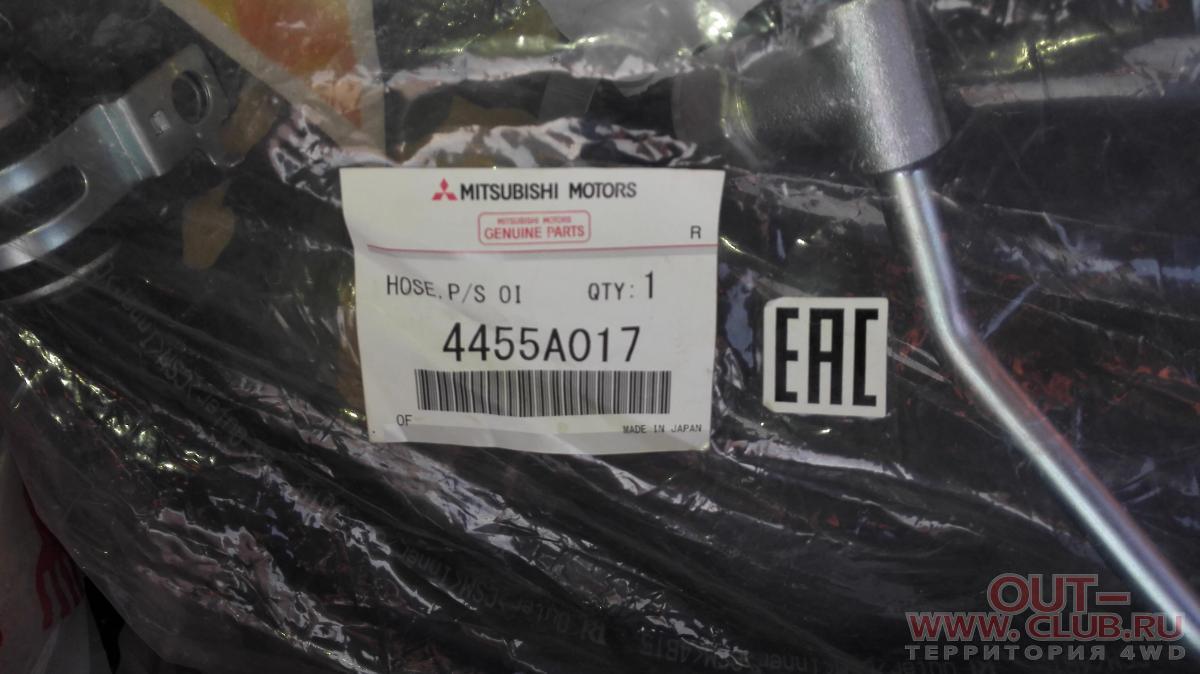 MITSUBISHI MOTORS
MITSUBISHI MOTORS
GENUINE PARTS
R
HOSE,P/S OI QTY: 1
4455A017
OF
MADE IN JAPAN
EAC
OUT-
WWW.CLUB.RU
ТЕРРИТОРИЯ 4WD